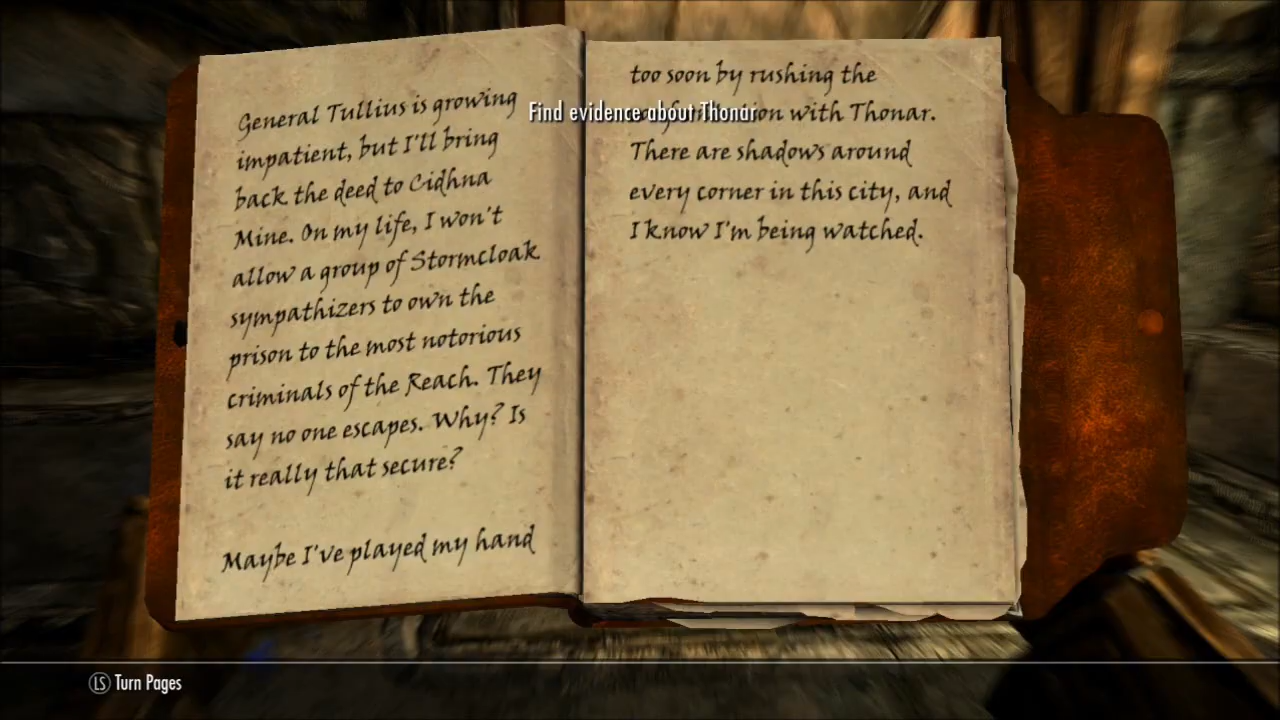 General Tullius is growing
impatient, but I'll bring
back the deed to Cidhna
Mine. On my life, I won't
allow a group of Stormcloak
sympathizers to own the
prison to the most notorious
criminals of the Reach. They
say no one escapes. Why? Is
it really that secure?
Maybe I've played my hand
too soon by rushing the
with Thonar.
There are shadows around
every corner in this city, and
I know I'm being watched.
Find evidence about Thonar
LS Turn Pages